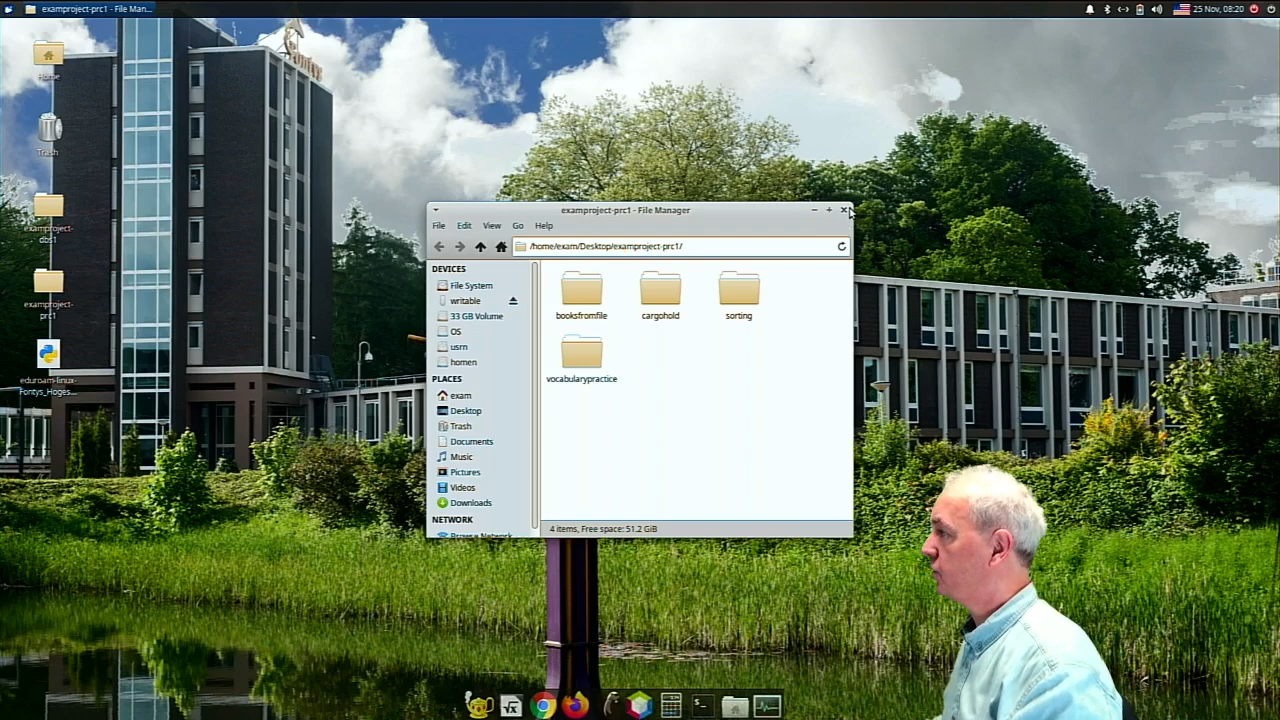 examproject-prc1 - File Man...
25 Nov, 08:20
Home
Trash
examproject-dbs1
examproject-prc1
eduroam-linux-
Fontys_Hoges...
examproject-prc1 - File Manager
File Edit View Go Help
/home/exam/Desktop/examproject-prc1/
DEVICES
File System
writable
33 GB Volume
OS
usrn
homen
PLACES
exam
Desktop
Trash
Documents
Music
Pictures
Videos
Downloads
NETWORK
Browse Network
booksfromfile
cargohold
sorting
vocabularypractice
4 items, Free space: 51.2 GiB